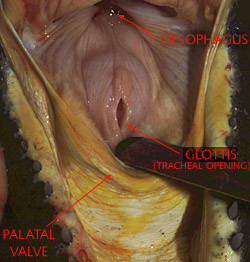 OESOPHAGUS
GLOTTIS
(TRACHEAL OPENING)
PALATAL
VALVE